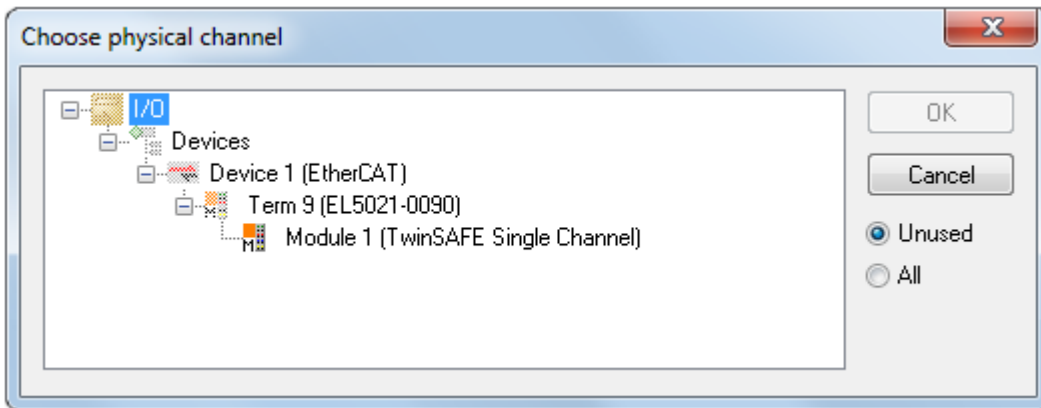 Choose physical channel
I/O
Devices
Device 1 (EtherCAT)
Term 9 (EL5021-0090)
Module 1 (TwinSAFE Single Channel)
OK
Cancel
Unused
All